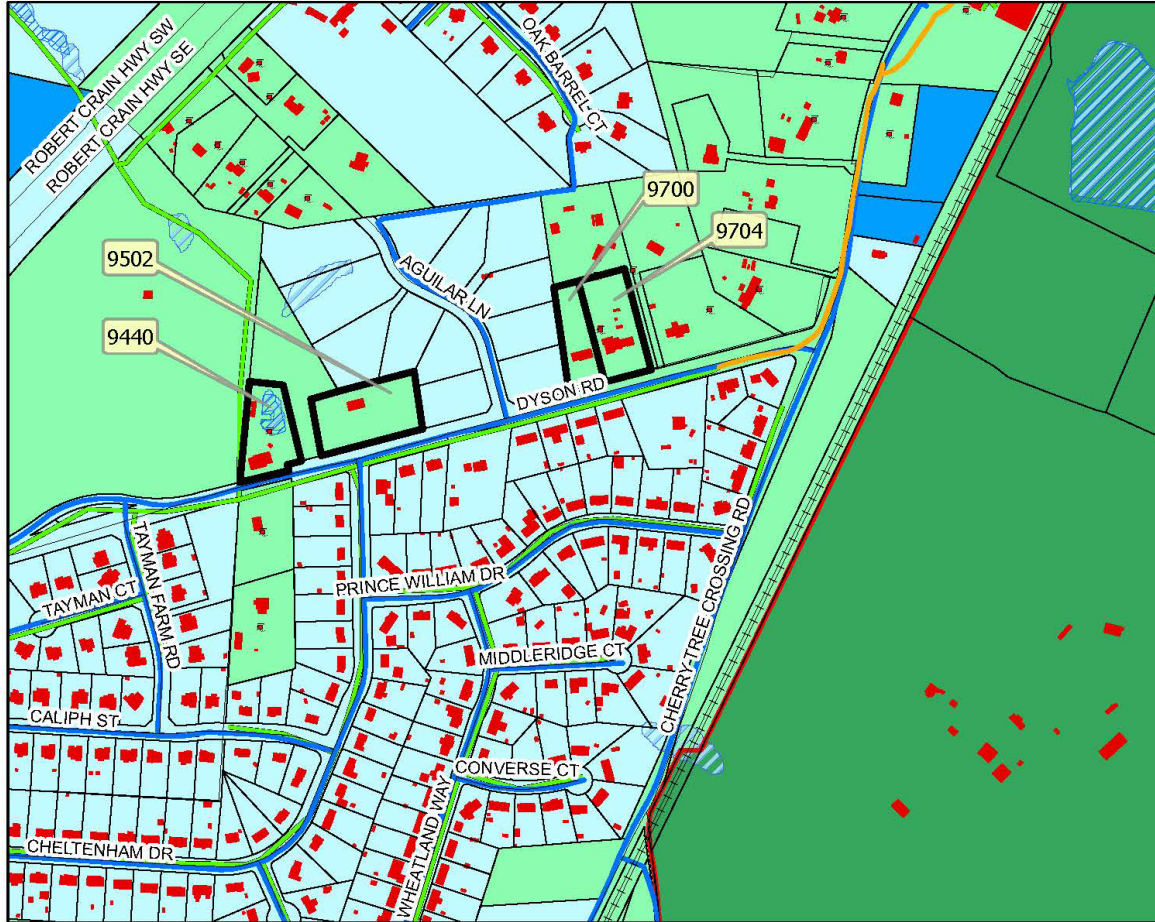 ROBERT CRAIN HWY SW
ROBERT CRAIN HWY SE
OAK BARREL CT
9700
9704
9502
AGUILAR LN
9440
DYSON RD
TAYMAN FARM RD
TAYMAN CT
PRINCE WILLIAM DR
MIDDLERIDGE CT
CHERRY TREE CROSSING RD
CALIPH ST
CONVERSE CT
WHEATLAND WAY
CHELTENHAM DR